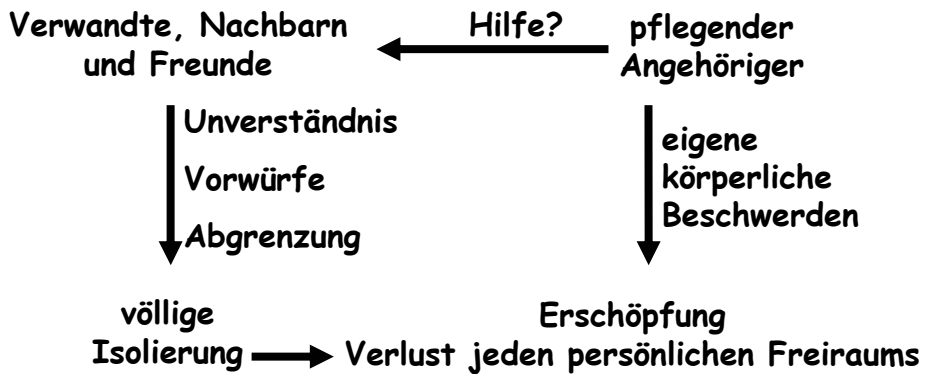 Verwandte, Nachbarn
und Freunde
Hilfe?
pflegender
Angehöriger
Unverständnis
Vorwürfe
Abgrenzung
eigene
körperliche
Beschwerden
völlige
Isolierung
Erschöpfung
Verlust jeden persönlichen Freiraums